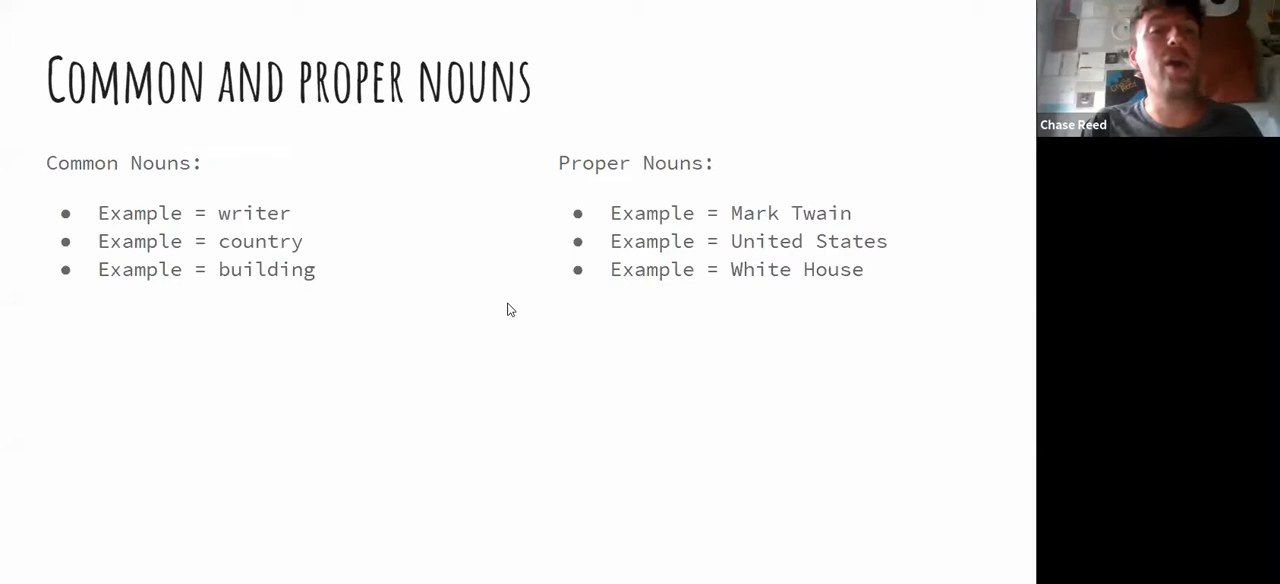 Common and proper nouns
Common Nouns:
● Example = writer
● Example = country
● Example = building
Proper Nouns:
● Example = Mark Twain
● Example = United States
● Example = White House
Chase Reed